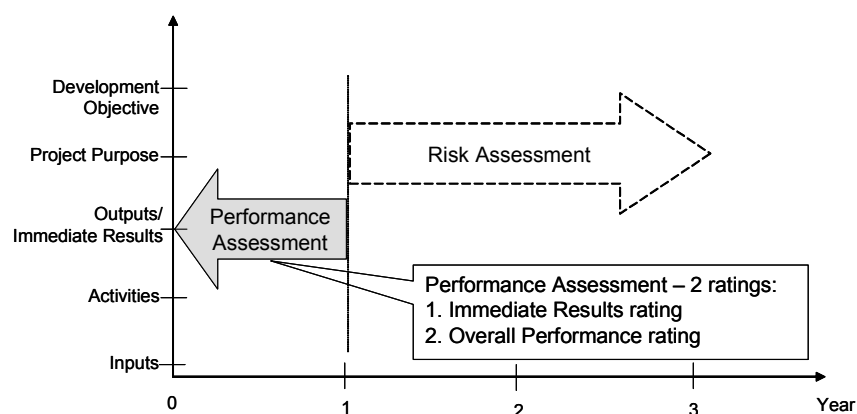 Development
Objective
Project Purpose
Risk Assessment
Outputs/
Immediate Results
Performance
Assessment
Performance Assessment – 2 ratings:
1. Immediate Results rating
2. Overall Performance rating
Activities
Inputs
0 1 2 3 Year